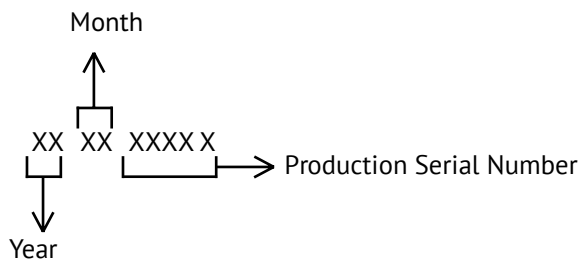 Month
XX XX XXXX X
Production Serial Number
Year